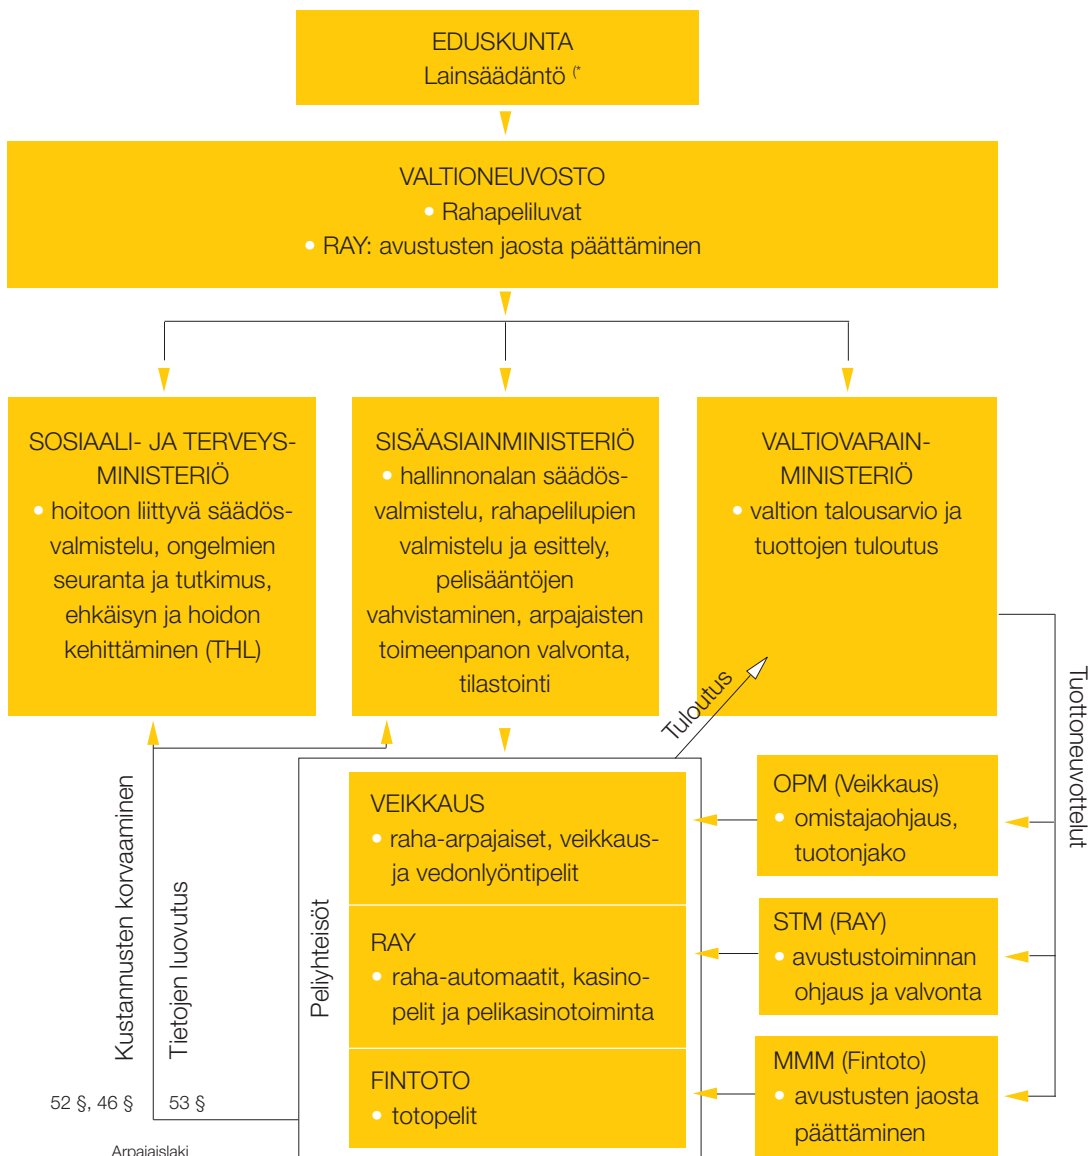 EDUSKUNTA
Lainsäädäntö (*
VALTIONEUVOSTO
• Rahapeliluvat
• RAY: avustusten jaosta päättäminen
SOSIAALI- JA TERVEYS-
MINISTERIÖ
• hoitoon liittyvä säädös-
valmistelu, ongelmien
seuranta ja tutkimus,
ehkäisyn ja hoidon
kehittäminen (THL)
SISÄASIAINMINISTERIÖ
• hallinnonalan säädös-
valmistelu, rahapelilupien
valmistelu ja esittely,
pelisääntöjen
vahvistaminen, arpajaisten
toimeenpanon valvonta,
tilastointi
VALTIOVARAIN-
MINISTERIÖ
• valtion talousarvio ja
tuottojen tuloutus
Tuloutus
Tuottoneuvottelut
Kustannusten korvaaminen
Tietojen luovutus
Peliyhteisöt
VEIKKAUS
• raha-arpajaiset, veikkaus-
ja vedonlyöntipelit
RAY
• raha-automaatit, kasino-
pelit ja pelikasinotoiminta
FINTOTO
• totopelit
OPM (Veikkaus)
• omistajaohjaus,
tuotonjako
STM (RAY)
• avustustoiminnan
ohjaus ja valvonta
MMM (Fintoto)
• avustusten jaosta
päättäminen
52 §, 46 §
53 §
Arpajaislaki